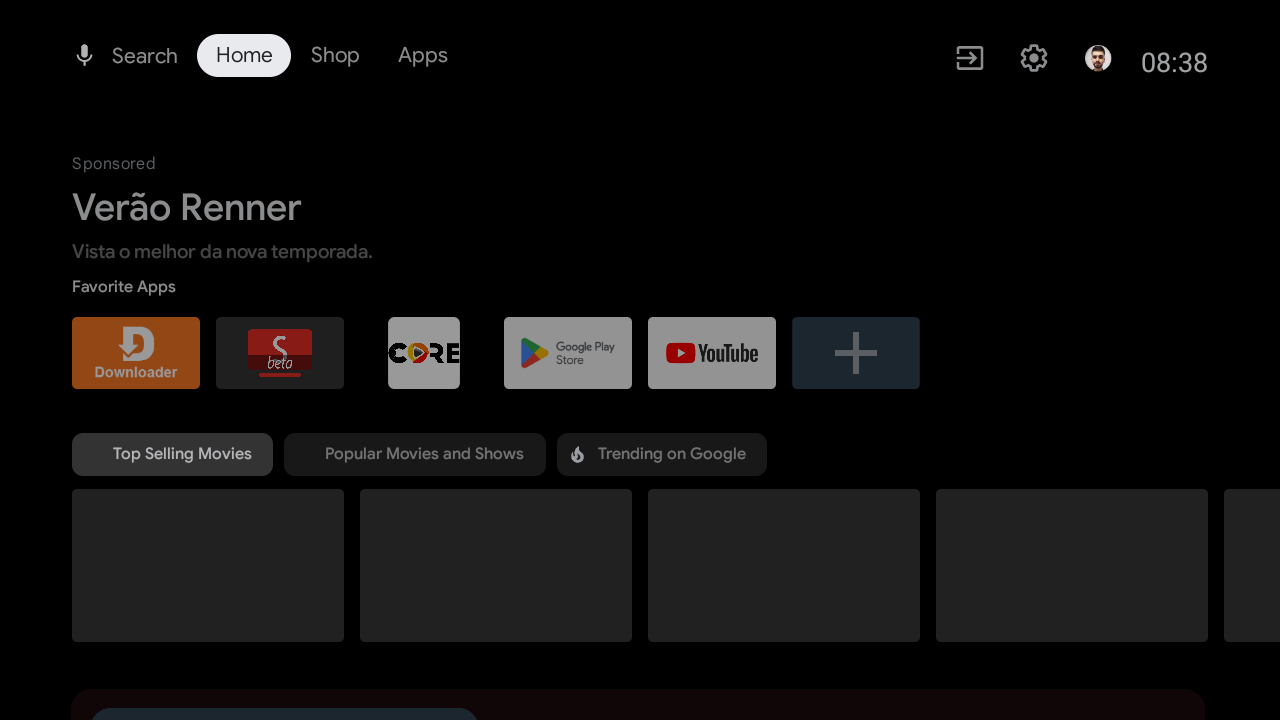 Search
Home
Shop
Apps
08:38
Sponsored
Verão Renner
Vista o melhor da nova temporada.
Favorite Apps
Downloader
S
beta
CORE
Google Play
Store
YouTube
Top Selling Movies
Popular Movies and Shows
Trending on Google